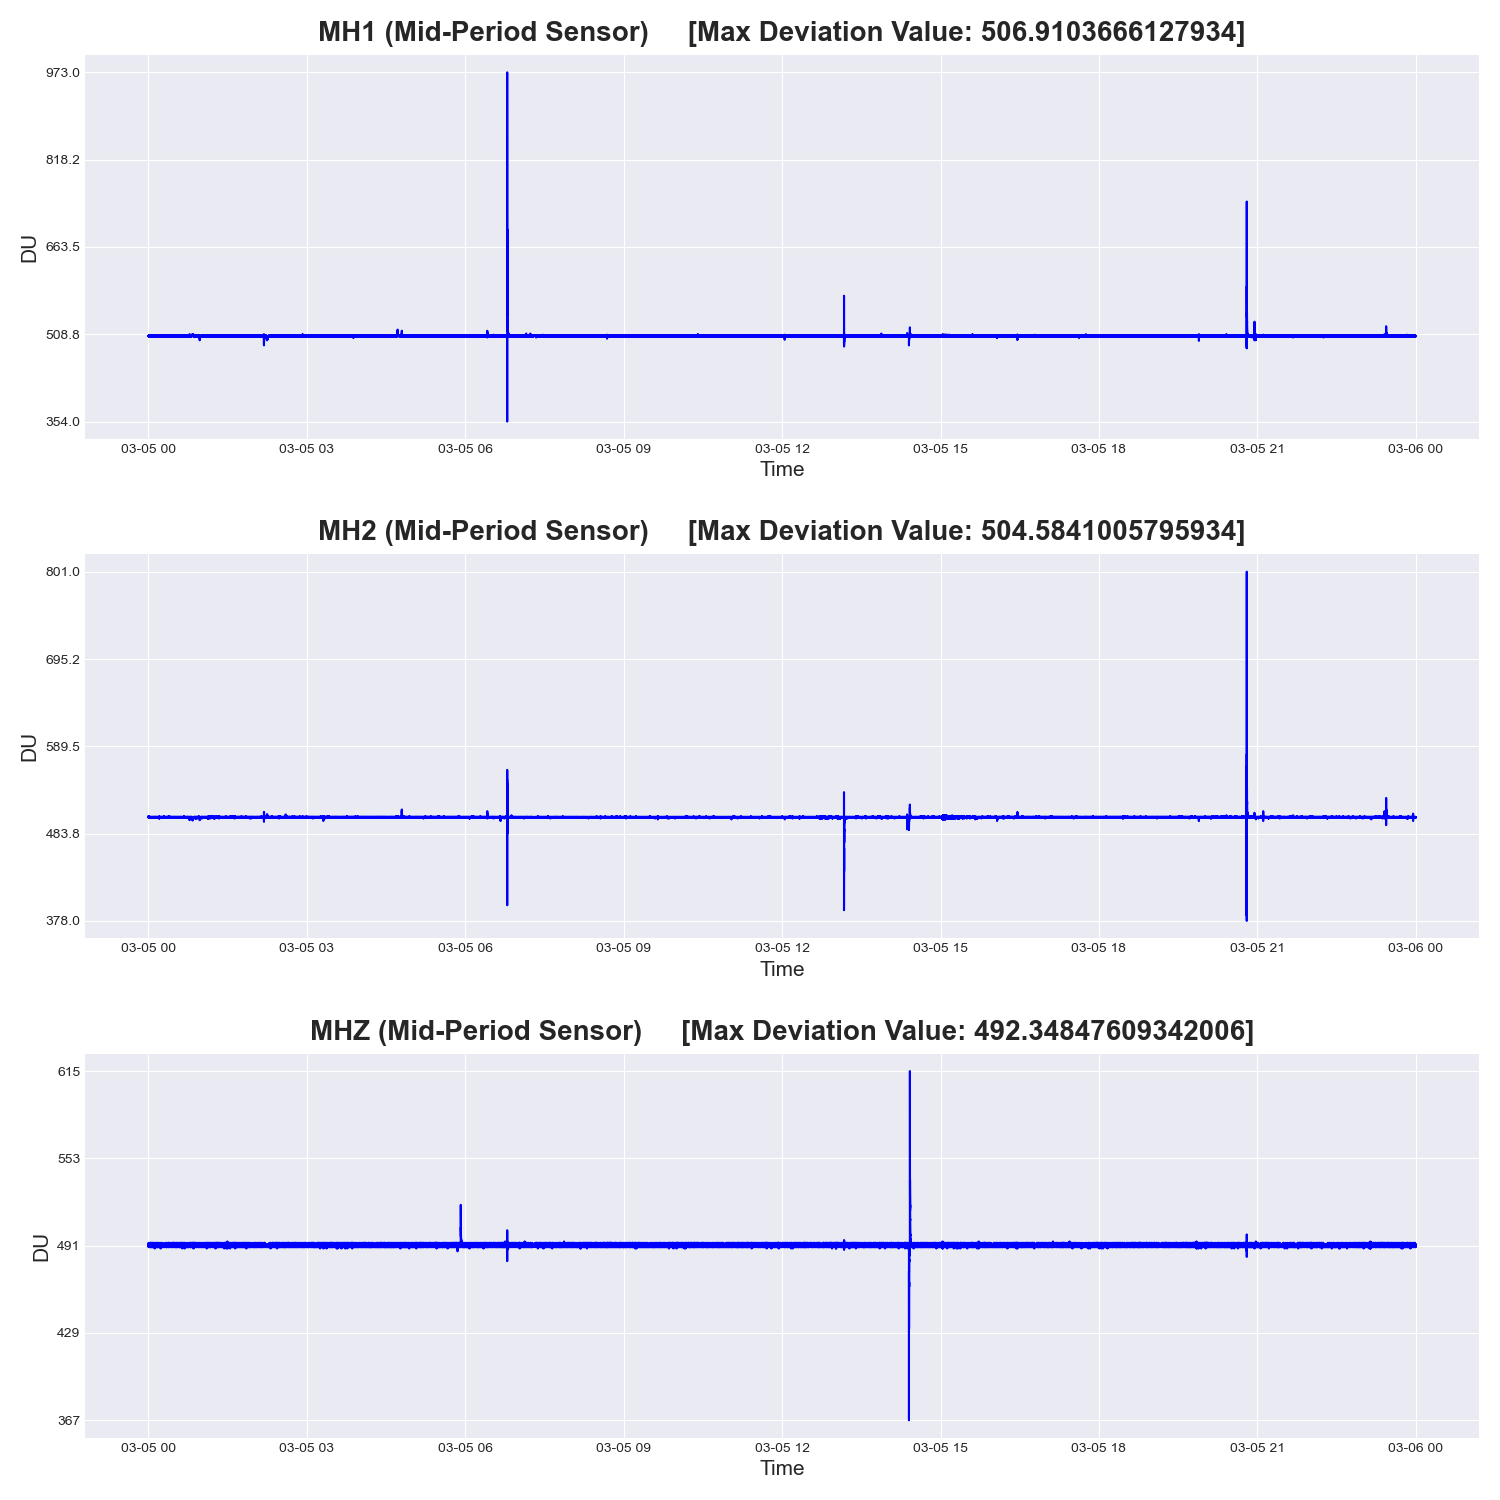 MH1 (Mid-Period Sensor) [Max Deviation Value: 506.9103666127934]
973.0
818.2
663.5
508.8
354.0
DU
03-05 00 03-05 03 03-05 06 03-05 09 03-05 12 03-05 15 03-05 18 03-05 21 03-06 00
Time
MH2 (Mid-Period Sensor) [Max Deviation Value: 504.5841005795934]
801.0
695.2
589.5
483.8
378.0
DU
03-05 00 03-05 03 03-05 06 03-05 09 03-05 12 03-05 15 03-05 18 03-05 21 03-06 00
Time
MHZ (Mid-Period Sensor) [Max Deviation Value: 492.34847609342006]
615
553
491
429
367
DU
03-05 00 03-05 03 03-05 06 03-05 09 03-05 12 03-05 15 03-05 18 03-05 21 03-06 00
Time